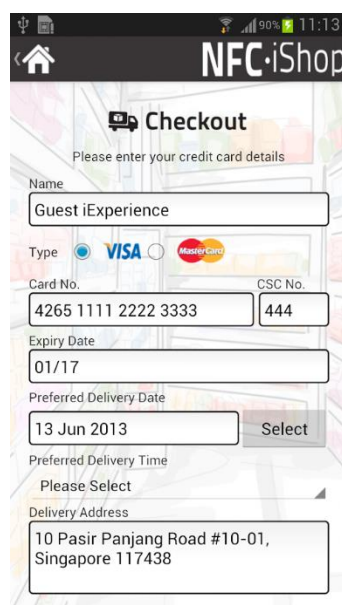 90% 11:13
NFC·iShop
Checkout
Please enter your credit card details
Name
Guest iExperience
Type VISA MasterCard
Card No. CSC No.
4265 1111 2222 3333 444
Expiry Date
01/17
Preferred Delivery Date
13 Jun 2013 Select
Preferred Delivery Time
Please Select
Delivery Address
10 Pasir Panjang Road #10-01,
Singapore 117438